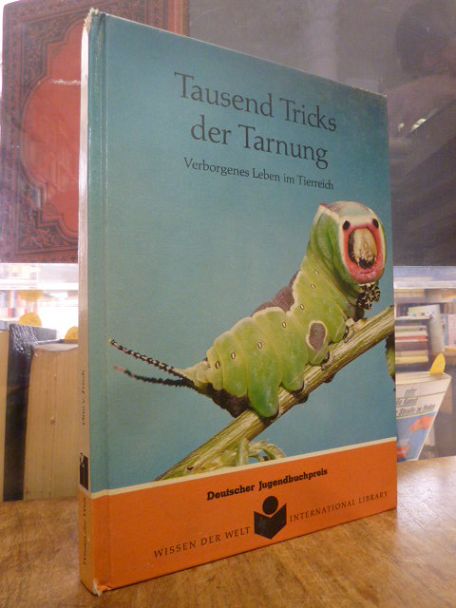 Tausend Tricks
der Tarnung
Verborgenes Leben im Tierreich
Deutscher Jugendbuchpreis
WISSEN DER WELT INTERNATIONAL LIBRARY